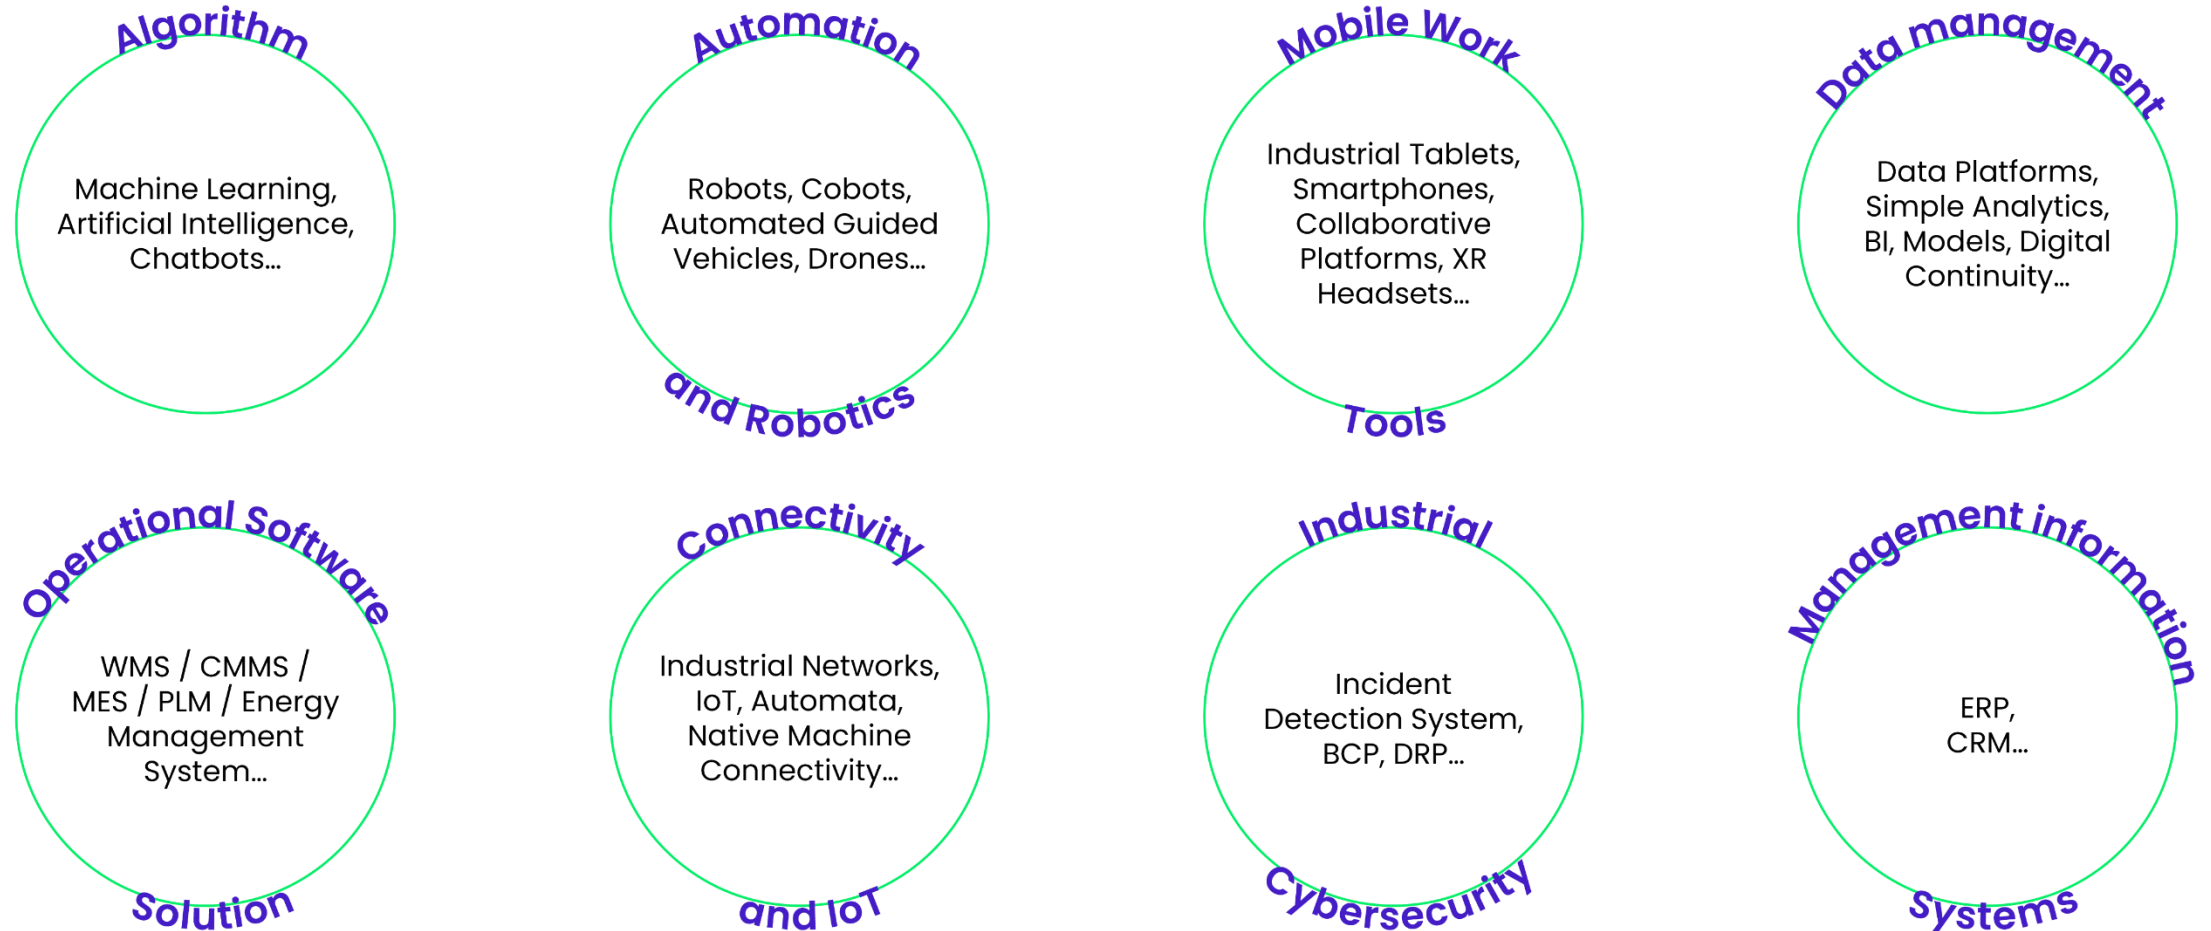 Algorithm
Machine Learning,
Artificial Intelligence,
Chatbots...
Automation
Robots, Cobots,
Automated Guided
Vehicles, Drones...
and Robotics
Mobile Work
Industrial Tablets,
Smartphones,
Collaborative
Platforms, XR
Headsets...
Tools
Data management
Data Platforms,
Simple Analytics,
BI, Models, Digital
Continuity...
Operational Software
WMS / CMMS /
MES / PLM / Energy
Management
System...
Solution
Connectivity
Industrial Networks,
IoT, Automata,
Native Machine
Connectivity...
and IoT
Industrial
Incident
Detection System,
BCP, DRP...
Cybersecurity
Management information
ERP,
CRM...
Systems